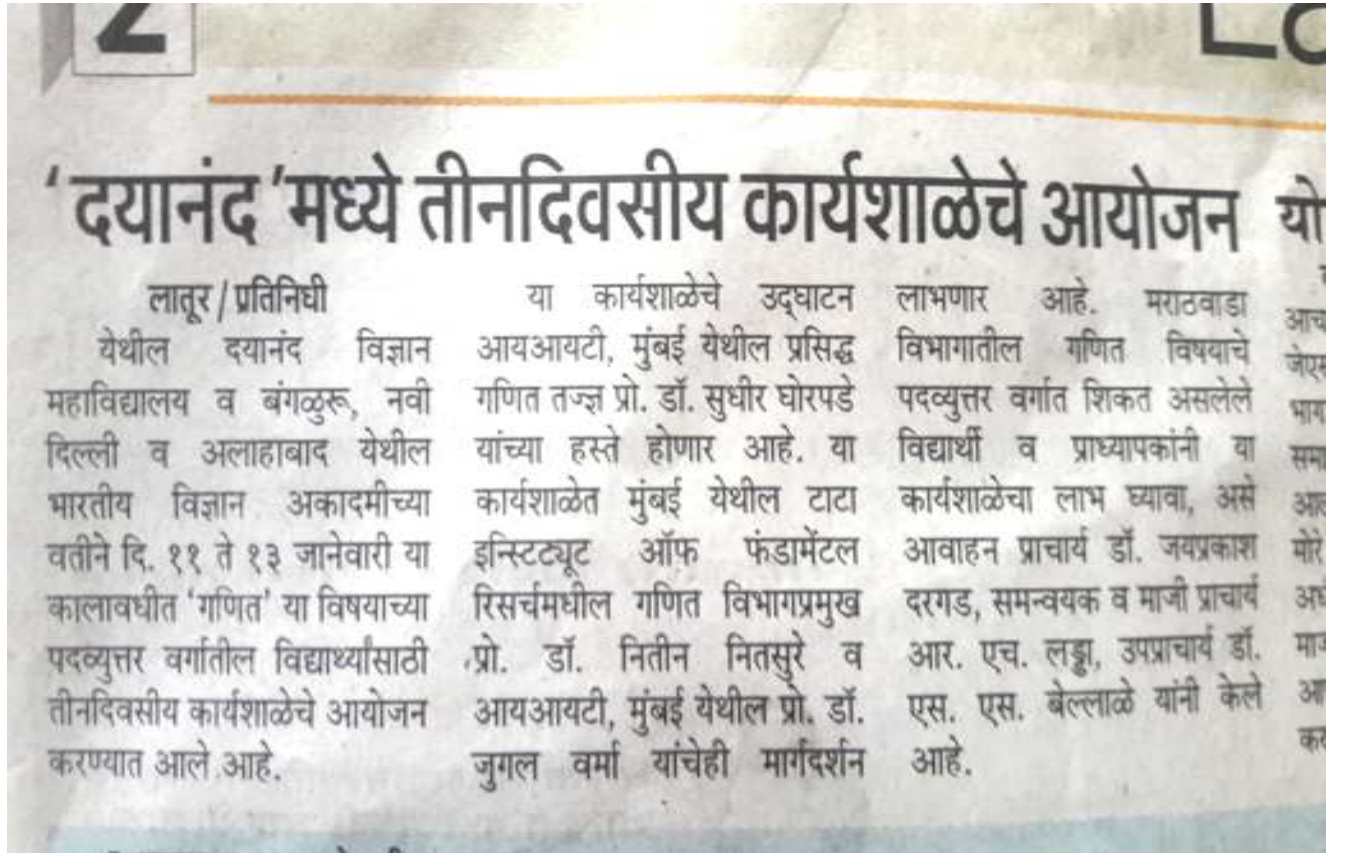 2
‘दयानंद’मध्ये तीनदिवसीय कार्यशाळेचे आयोजन
लातूर / प्रतिनिधी
येथील दयानंद विज्ञान
महाविद्यालय व बंगळुरू, नवी
दिल्ली व अलाहाबाद येथील
भारतीय विज्ञान अकादमीच्या
वतीने दि. ११ ते १३ जानेवारी या
कालावधीत ‘गणित’ या विषयाच्या
पदव्युत्तर वर्गातील विद्यार्थ्यांसाठी
तीनदिवसीय कार्यशाळेचे आयोजन
करण्यात आले आहे.
या कार्यशाळेचे उद्घाटन
आयआयटी, मुंबई येथील प्रसिद्ध
गणित तज्ज्ञ प्रो. डॉ. सुधीर घोरपडे
यांच्या हस्ते होणार आहे. या
कार्यशाळेत मुंबई येथील टाटा
इन्स्टिट्यूट ऑफ फंडामेंटल
रिसर्चमधील गणित विभागप्रमुख
प्रो. डॉ. नितीन नितसुरे व
आयआयटी, मुंबई येथील प्रो. डॉ.
जुगल वर्मा यांचेही मार्गदर्शन
लाभणार आहे. मराठवाडा
विभागातील गणित विषयाचे
पदव्युत्तर वर्गात शिकत असलेले
विद्यार्थी व प्राध्यापकांनी या
कार्यशाळेचा लाभ घ्यावा, असे
आवाहन प्राचार्य डॉ. जयप्रकाश
दरगड, समन्वयक व माजी प्राचार्य
आर. एच. लड्डा, उपप्राचार्य डॉ.
एस. एस. बेल्लाळे यांनी केले
आहे.